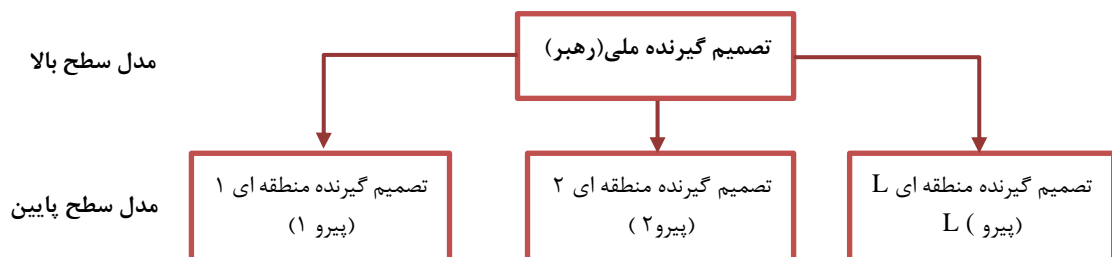 تصمیم گیرنده ملی(رهبر)
مدل سطح بالا
تصمیم گیرنده منطقه ای L
(پیرو L (
تصمیم گیرنده منطقه ای ۲
(پیرو۲ )
تصمیم گیرنده منطقه ای ۱
(پیرو ۱)
مدل سطح پایین